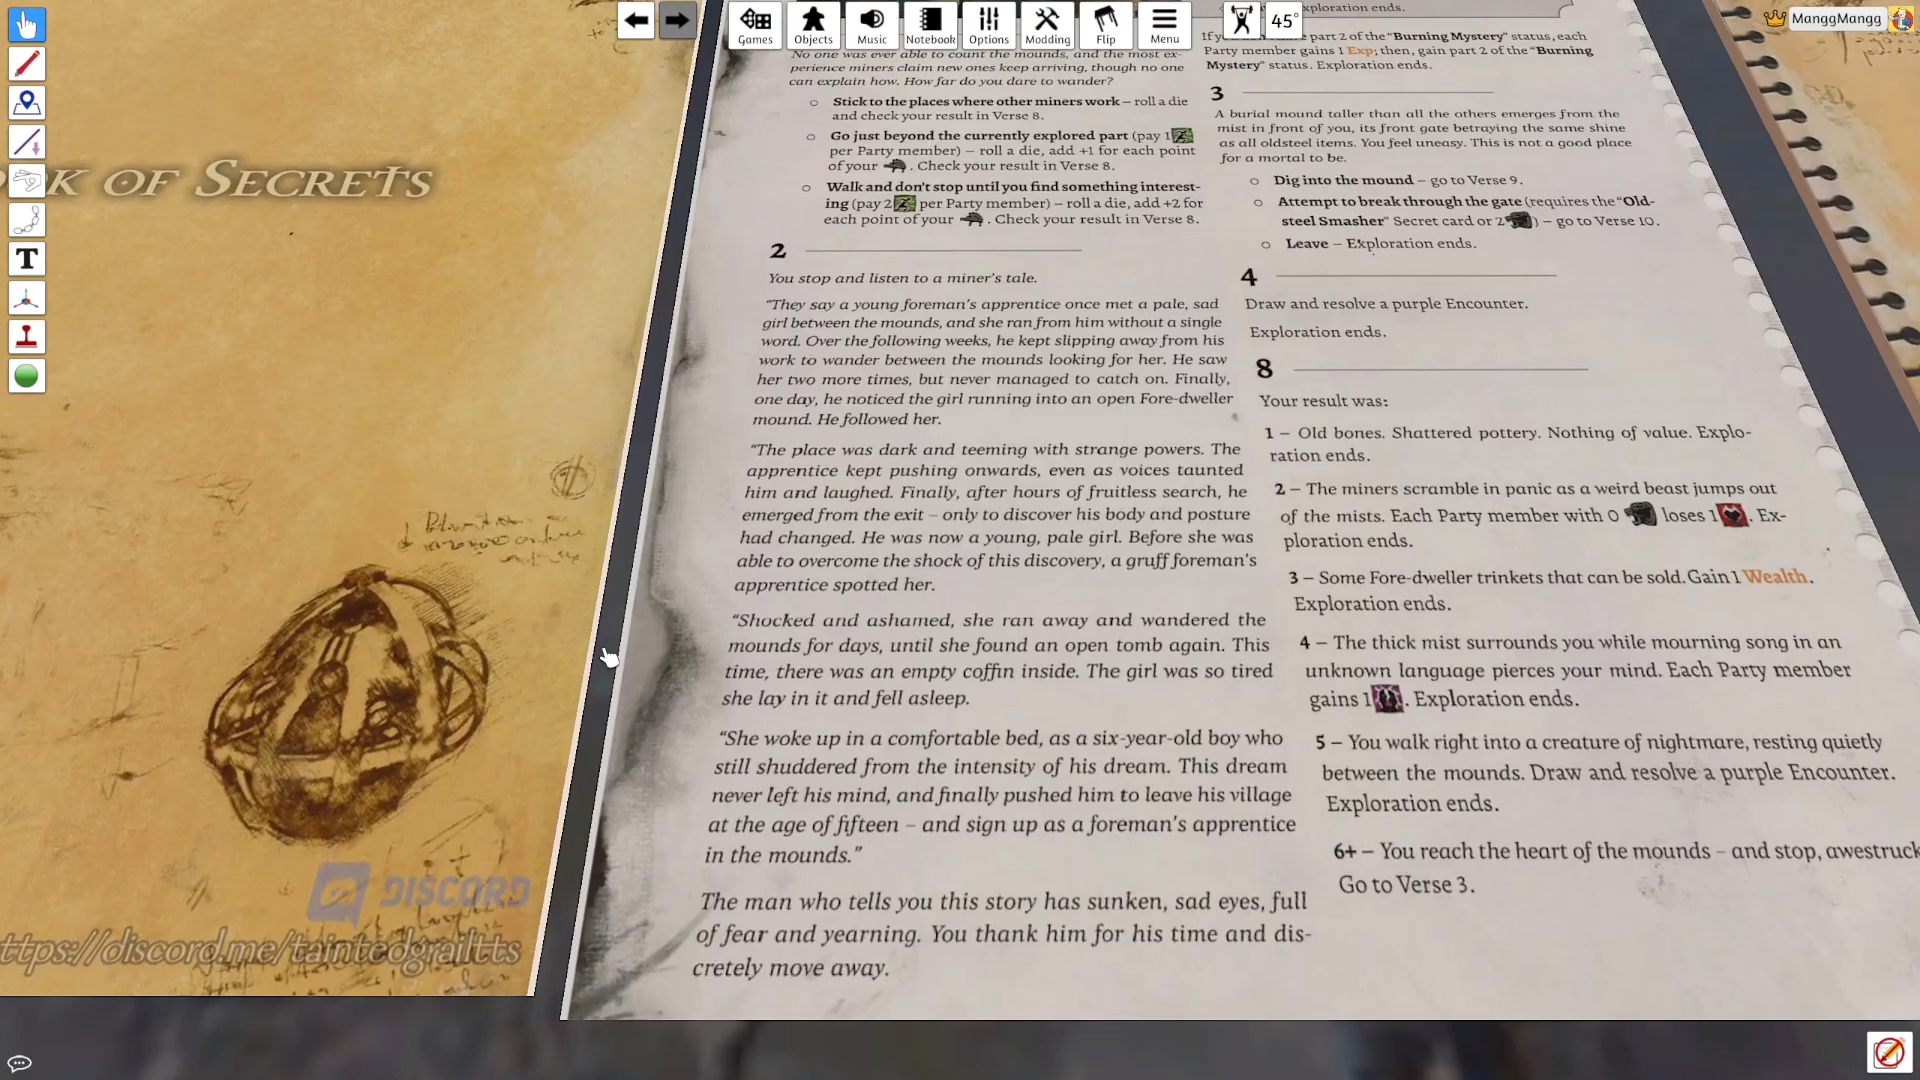 Games
Objects
Music
Notebook
Options
Modding
Flip
Menu
45°
ManggMangg
OK OF SECRETS
DISCORD
ttps://discord.me/taintedgrailtts
No one was ever able to count the mounds, and the most ex-
perience miners claim new ones keep arriving, though no one
can explain how. How far do you dare to wander?
Stick to the places where other miners work – roll a die
and check your result in Verse 8.
Go just beyond the currently explored part (pay 1
per Party member) – roll a die, add +1 for each point
of your . Check your result in Verse 8.
Walk and don't stop until you find something interest-
ing (pay 2 per Party member) – roll a die, add +2 for
each point of your . Check your result in Verse 8.
2
You stop and listen to a miner's tale.
"They say a young foreman's apprentice once met a pale, sad
girl between the mounds, and she ran from him without a single
word. Over the following weeks, he kept slipping away from his
work to wander between the mounds looking for her. He saw
her two more times, but never managed to catch on. Finally,
one day, he noticed the girl running into an open Fore-dweller
mound. He followed her.
"The place was dark and teeming with strange powers. The
apprentice kept pushing onwards, even as voices taunted
him and laughed. Finally, after hours of fruitless search, he
emerged from the exit – only to discover his body and posture
had changed. He was now a young, pale girl. Before she was
able to overcome the shock of this discovery, a gruff foreman's
apprentice spotted her.
"Shocked and ashamed, she ran away and wandered the
mounds for days, until she found an open tomb again. This
time, there was an empty coffin inside. The girl was so tired
she lay in it and fell asleep.
"She woke up in a comfortable bed, as a six-year-old boy who
still shuddered from the intensity of his dream. This dream
never left his mind, and finally pushed him to leave his village
at the age of fifteen – and sign up as a foreman's apprentice
in the mounds."
The man who tells you this story has sunken, sad eyes, full
of fear and yearning. You thank him for his time and dis-
cretely move away.
xploration ends.
If you part 2 of the "Burning Mystery" status, each
Party member gains 1 Exp; then, gain part 2 of the "Burning
Mystery" status. Exploration ends.
3
A burial mound taller than all the others emerges from the
mist in front of you, its front gate betraying the same shine
as all oldsteel items. You feel uneasy. This is not a good place
for a mortal to be.
Dig into the mound – go to Verse 9.
Attempt to break through the gate (requires the "Old-
steel Smasher" Secret card or 2 ) – go to Verse 10.
Leave – Exploration ends.
4
Draw and resolve a purple Encounter.
Exploration ends.
8
Your result was:
1 – Old bones. Shattered pottery. Nothing of value. Explo-
ration ends.
2 – The miners scramble in panic as a weird beast jumps out
of the mists. Each Party member with 0 loses 1 . Ex-
ploration ends.
3 – Some Fore-dweller trinkets that can be sold. Gain 1 Wealth.
Exploration ends.
4 – The thick mist surrounds you while mourning song in an
unknown language pierces your mind. Each Party member
gains 1 . Exploration ends.
5 – You walk right into a creature of nightmare, resting quietly
between the mounds. Draw and resolve a purple Encounter.
Exploration ends.
6+ – You reach the heart of the mounds – and stop, awestruck
Go to Verse 3.